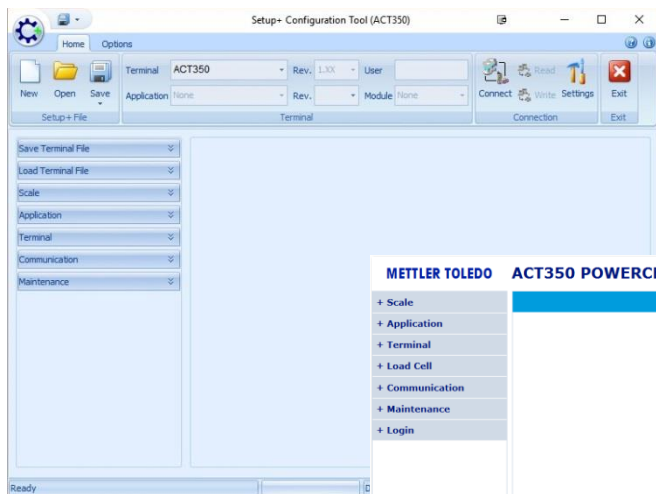 Setup+ Configuration Tool (ACT350)
Home Options
New Open Save
Setup+ File
Terminal ACT350 Rev. 1.XX User
Application None Rev. Module None
Terminal
Connect Read Write Settings
Connection
Exit
Exit
Save Terminal File
Load Terminal File
Scale
Application
Terminal
Communication
Maintenance
METTLER TOLEDO ACT350 POWERC
+ Scale
+ Application
+ Terminal
+ Load Cell
+ Communication
+ Maintenance
+ Login
Ready